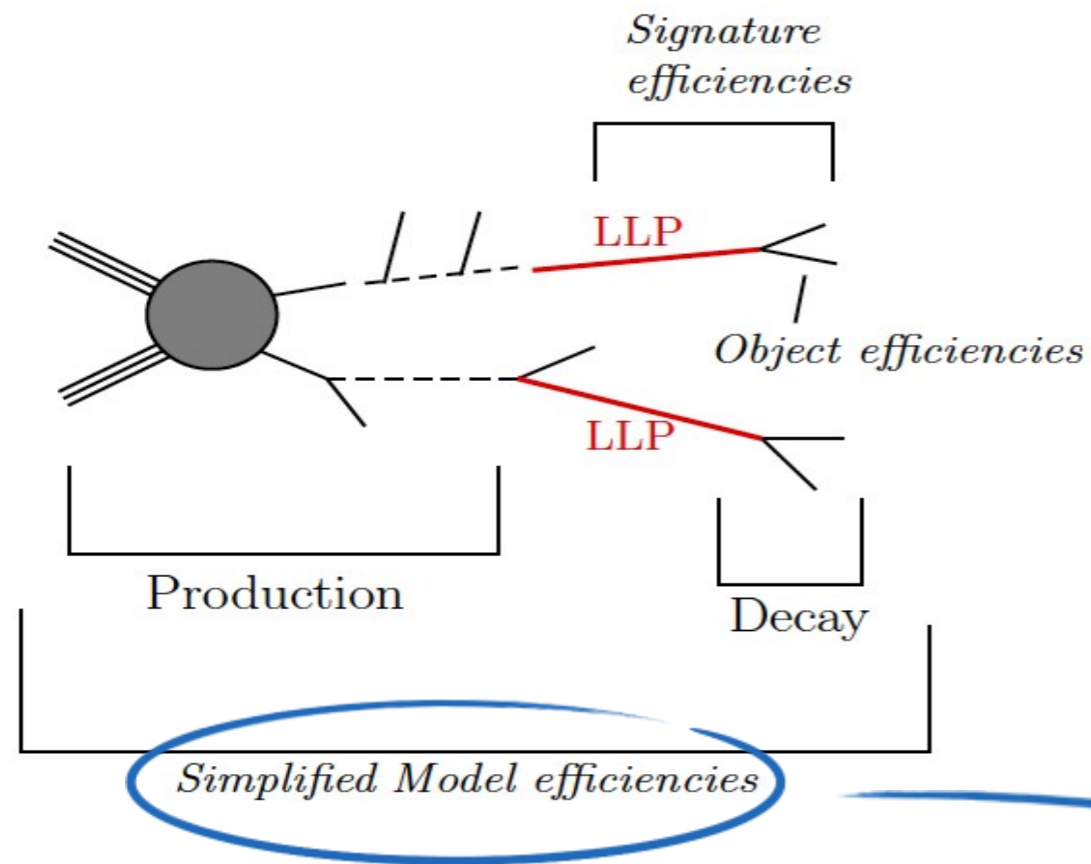 Signature
efficiencies
LLP
Object efficiencies
LLP
Production
Decay
Simplified Model efficiencies